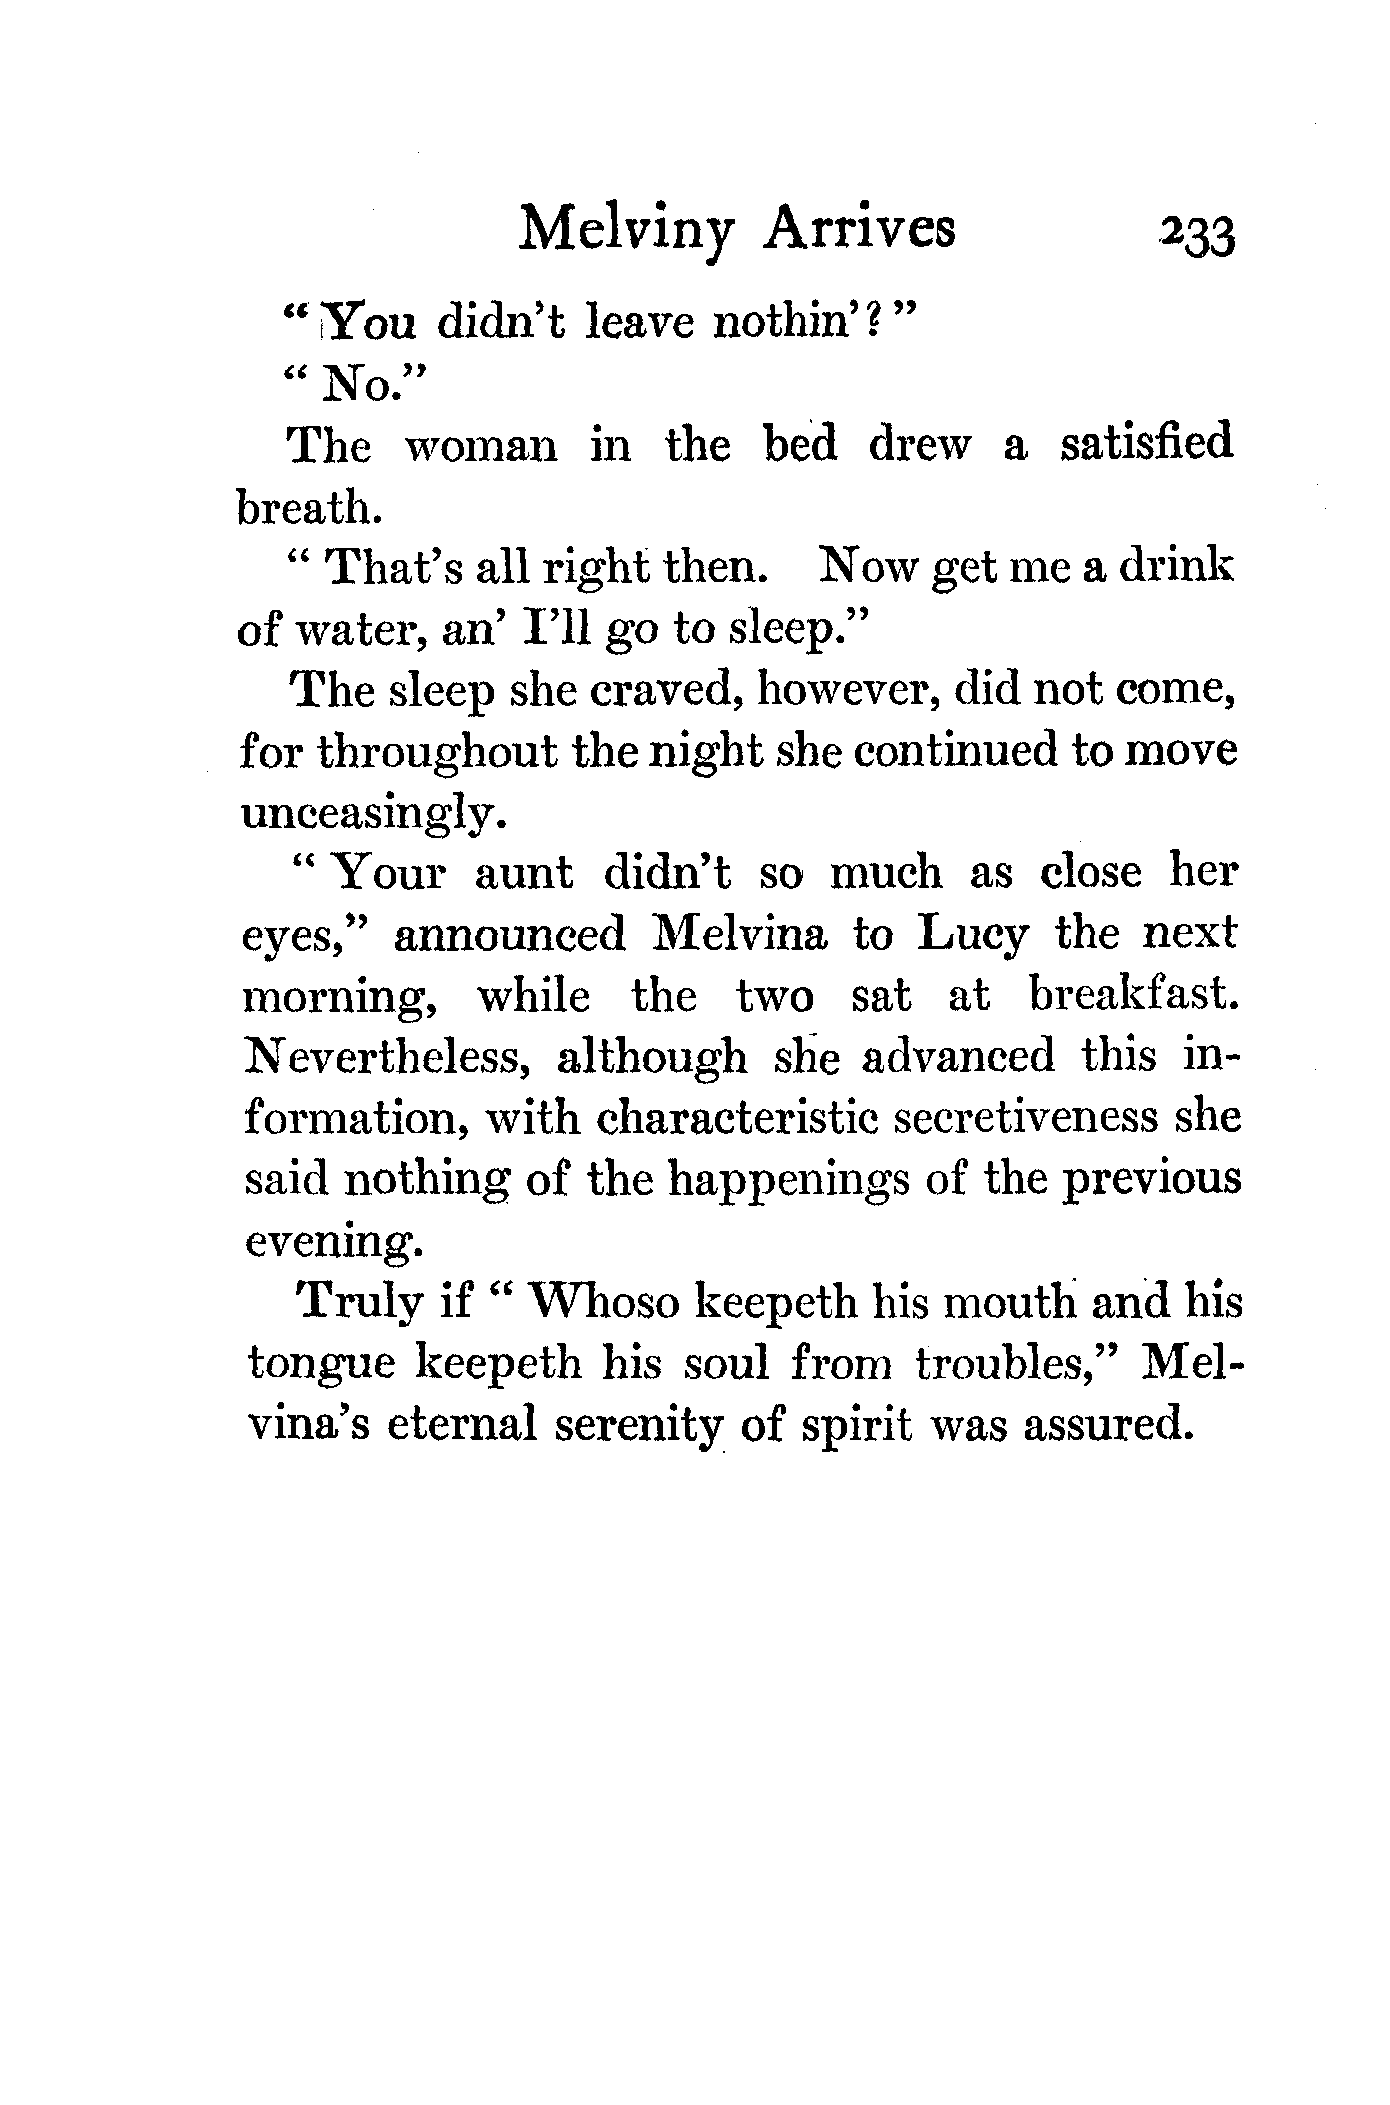 Melviny Arrives 233
“ You didn’t leave nothin’? ”
“ No.”
The woman in the bed drew a satisfied
breath.
“ That’s all right then. Now get me a drink
of water, an’ I’ll go to sleep.”
The sleep she craved, however, did not come,
for throughout the night she continued to move
unceasingly.
“ Your aunt didn’t so much as close her
eyes,” announced Melvina to Lucy the next
morning, while the two sat at breakfast.
Nevertheless, although she advanced this in-
formation, with characteristic secretiveness she
said nothing of the happenings of the previous
evening.
Truly if “ Whoso keepeth his mouth and his
tongue keepeth his soul from troubles,” Mel-
vina’s eternal serenity of spirit was assured.